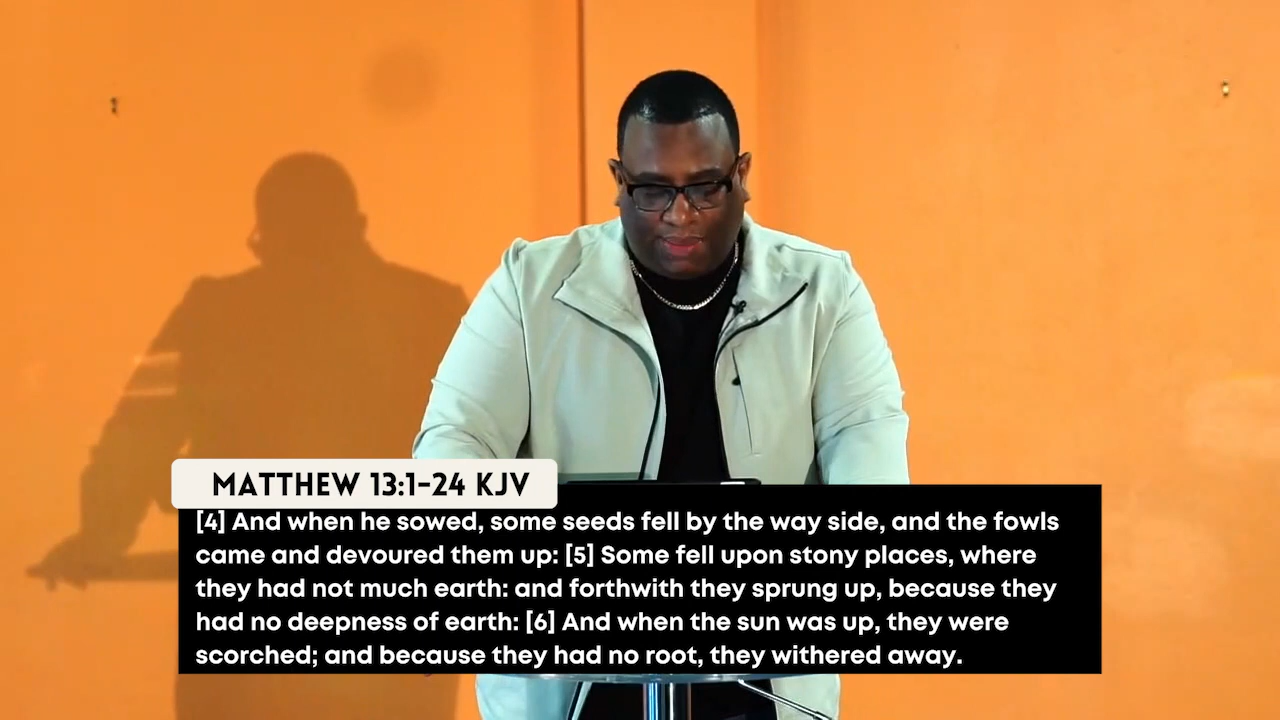 MATTHEW 13:1-24 KJV
[4] And when he sowed, some seeds fell by the way side, and the fowls
came and devoured them up: [5] Some fell upon stony places, where
they had not much earth: and forthwith they sprung up, because they
had no deepness of earth: [6] And when the sun was up, they were
scorched; and because they had no root, they withered away.